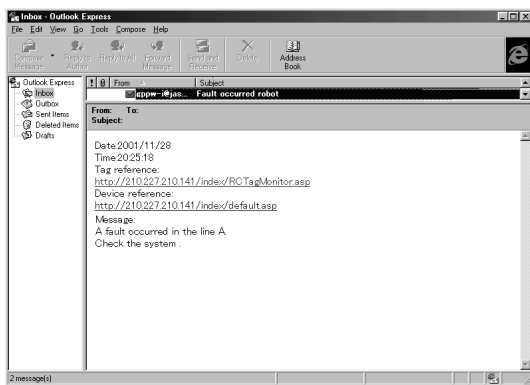 Inbox - Outlook Express
File Edit View Go Tools Compose Help
Compose Message
Reply to Author
Reply to All
Forward Message
Send and Receive
Delete
Address Book
Outlook Express
Inbox
Outbox
Sent Items
Deleted Items
Drafts
! From Subject
gppw-i@jas... Fault occurred robot
From: To:
Subject:
Date:2001/11/28
Time:20:25:18
Tag reference:
http://210.227.210.141/index/RCTagMonitor.asp
Device reference:
http://210.227.210.141/index/default.asp
Message:
A fault occurred in the line A.
Check the system .
2 message(s)